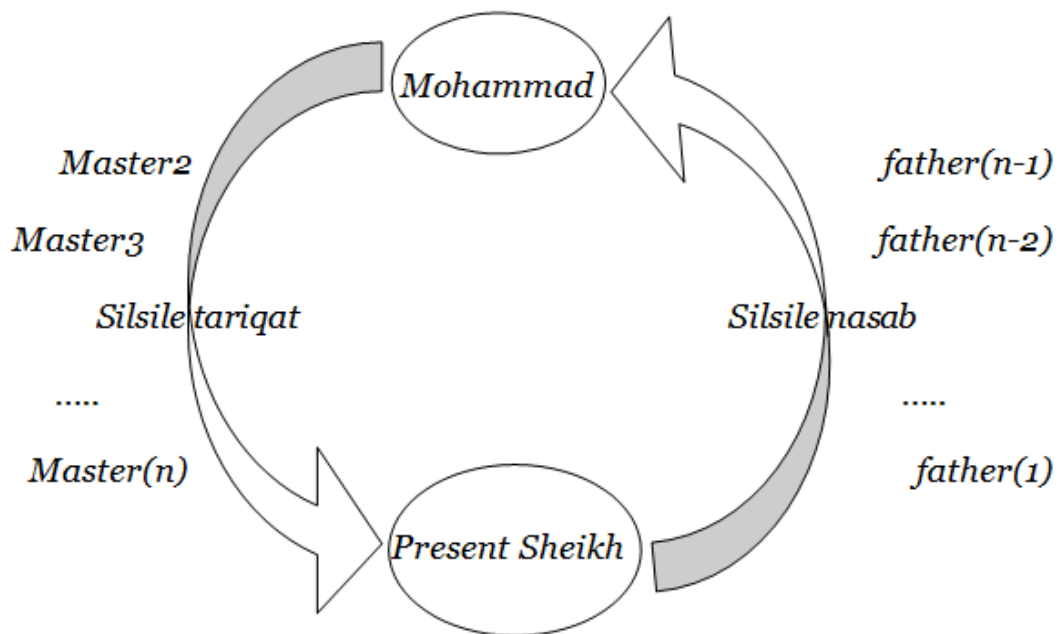 Mohammad
Master2
father(n-1)
Master3
father(n-2)
Silsile tariqat
Silsile nasab
.....
.....
Master(n)
father(1)
Present Sheikh